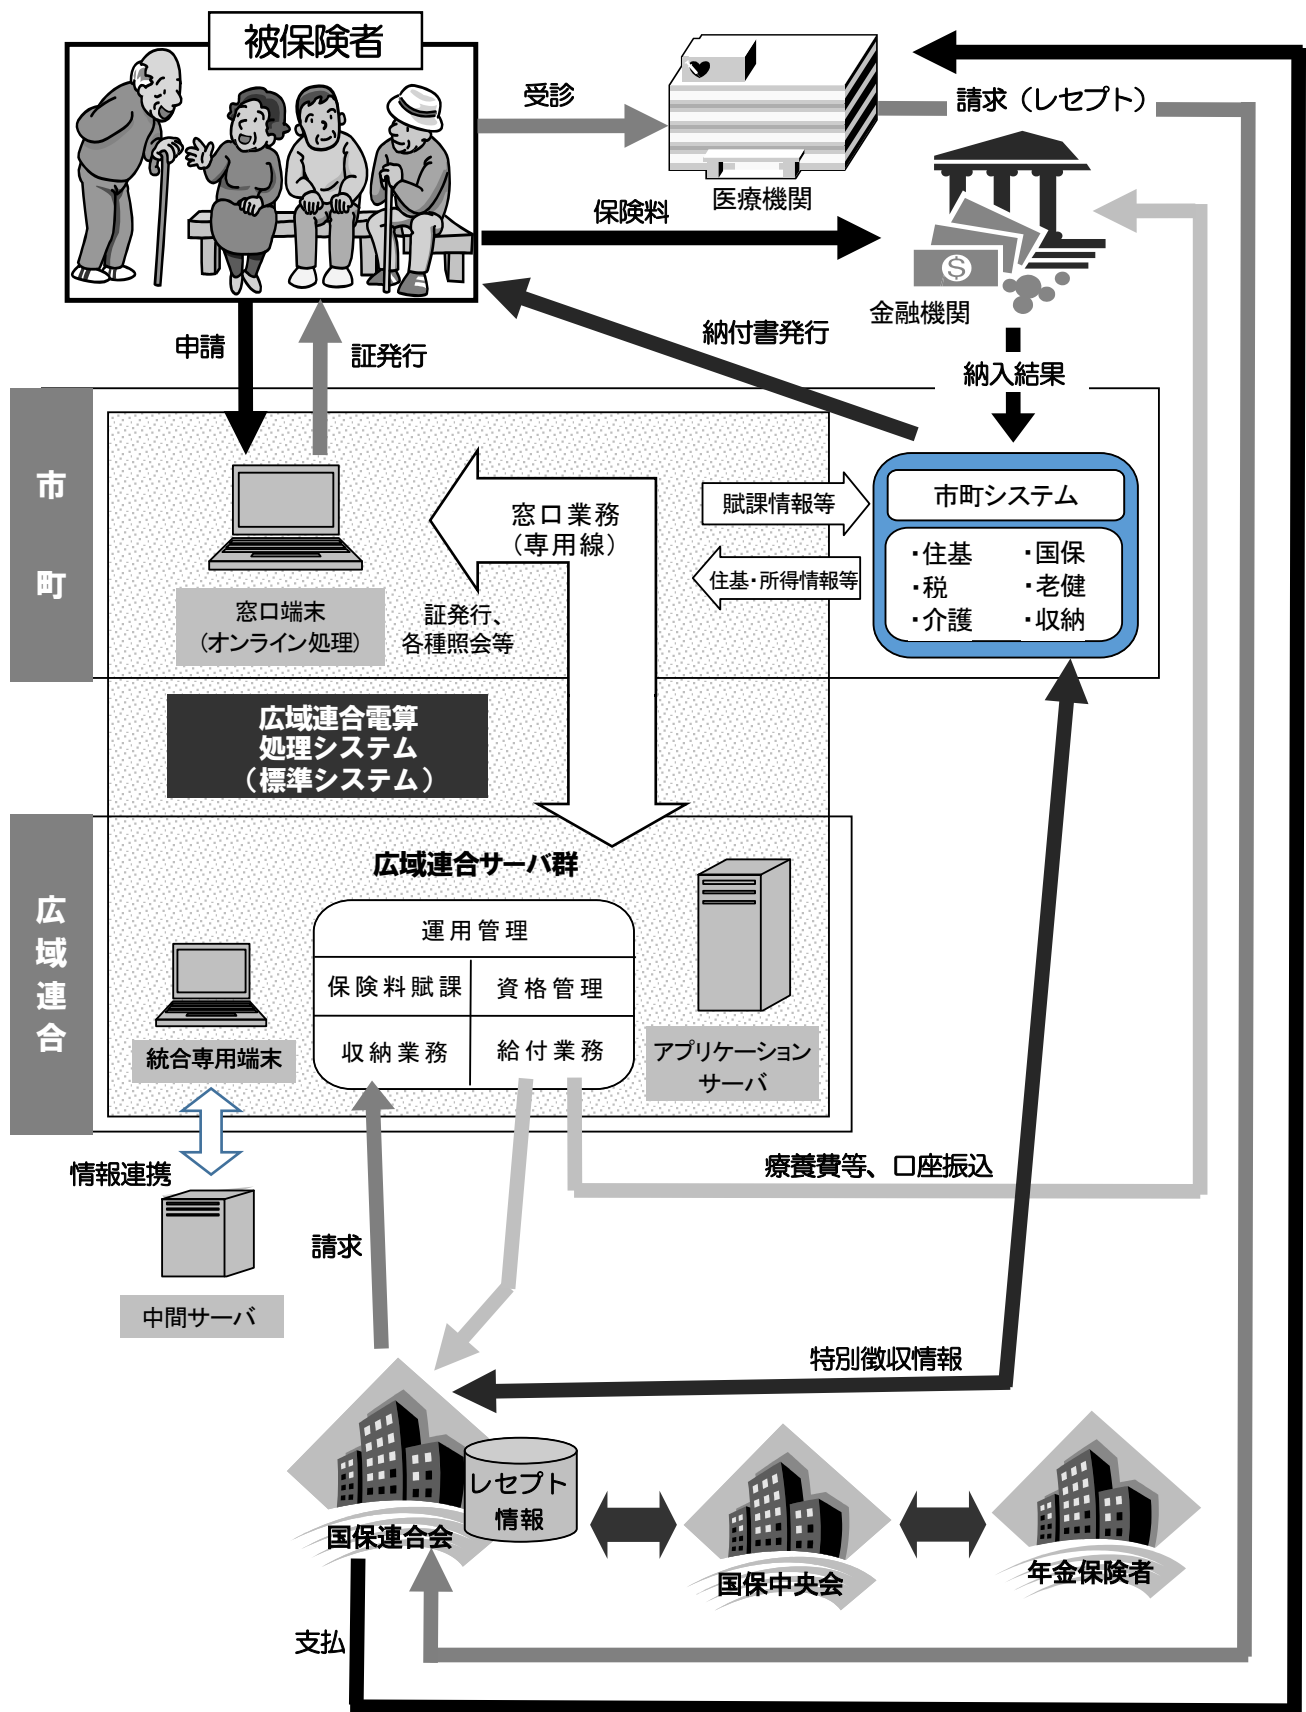 被保険者
受診
請求（レセプト）
医療機関
保険料
金融機関
申請
証発行
納付書発行
納入結果
市
町
窓口業務
（専用線）
賦課情報等
住基・所得情報等
市町システム
・住基
・国保
・税
・老健
・介護
・収納
窓口端末
（オンライン処理）
証発行、
各種照会等
広域連合電算
処理システム
（標準システム）
広
域
連
合
広域連合サーバ群
運用管理
保険料賦課
資格管理
収納業務
給付業務
統合専用端末
アプリケーション
サーバ
情報連携
療養費等、口座振込
請求
中間サーバ
特別徴収情報
レセプト
情報
国保連合会
国保中央会
年金保険者
支払